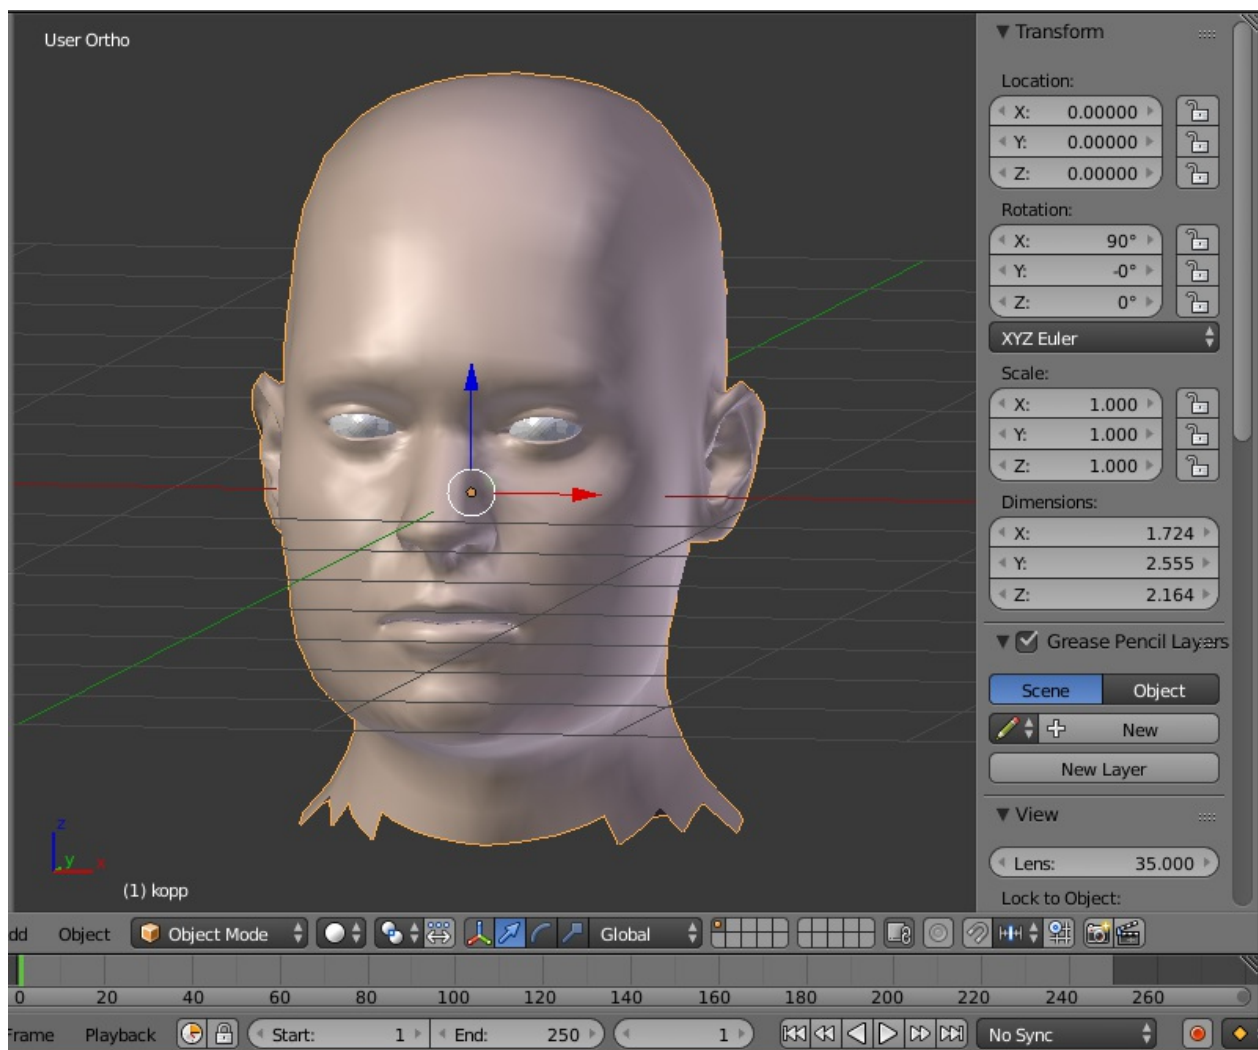 User Ortho
Transform
Location:
X: 0.00000
Y: 0.00000
Z: 0.00000
Rotation:
X: 90°
Y: -0°
Z: 0°
XYZ Euler
Scale:
X: 1.000
Y: 1.000
Z: 1.000
Dimensions:
X: 1.724
Y: 2.555
Z: 2.164
Grease Pencil Layers
Scene Object
New
New Layer
View
Lens: 35.000
Lock to Object:
z
y x
(1) kopp
dd Object Object Mode Global
0 20 40 60 80 100 120 140 160 180 200 220 240 260
Frame Playback Start: 1 End: 250 1 No Sync